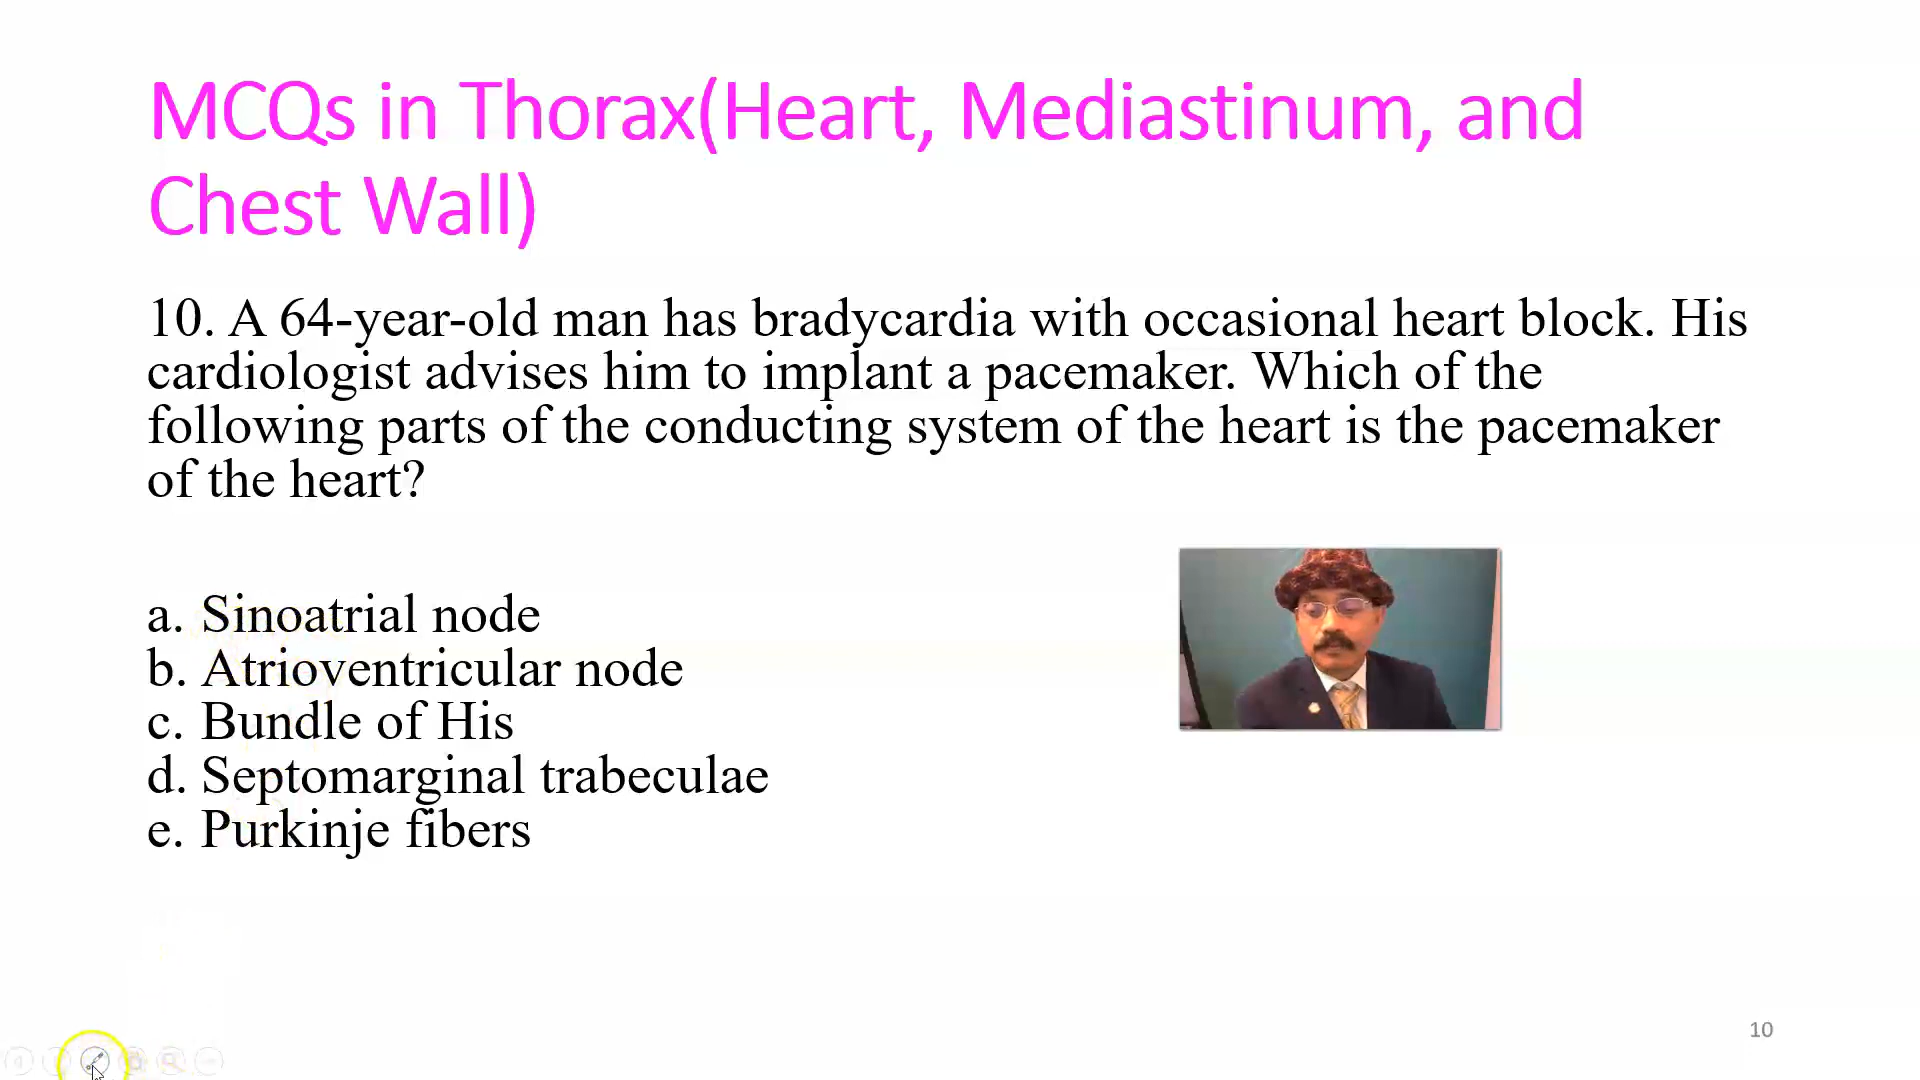 MCQs in Thorax(Heart, Mediastinum, and
Chest Wall)
10. A 64-year-old man has bradycardia with occasional heart block. His
cardiologist advises him to implant a pacemaker. Which of the
following parts of the conducting system of the heart is the pacemaker
of the heart?
a. Sinoatrial node
b. Atrioventricular node
c. Bundle of His
d. Septomarginal trabeculae
e. Purkinje fibers
10